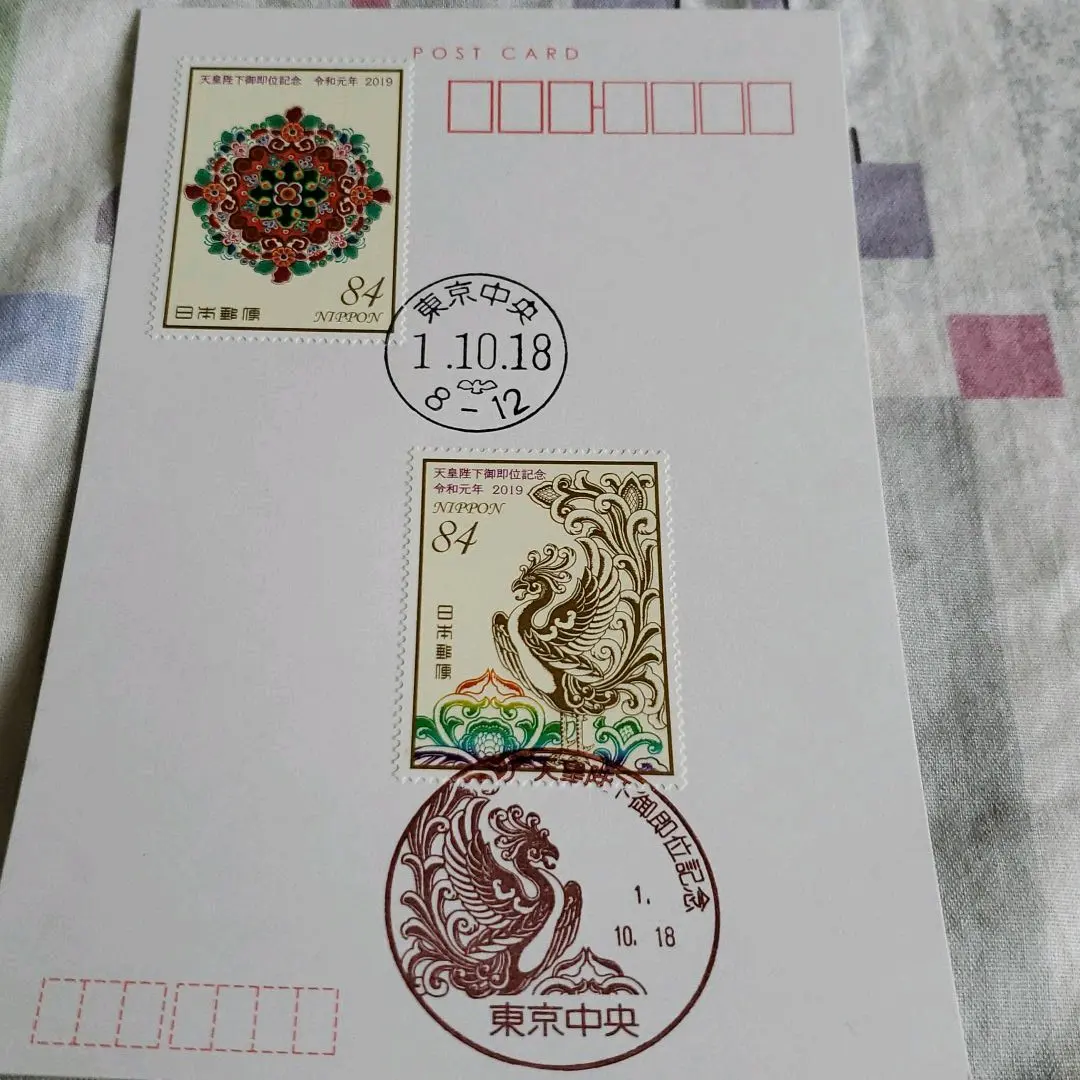 POST CARD
天皇陛下御即位記念 令和元年 2019
84
日本郵便 NIPPON
東京中央
1.10.18
8-12
天皇陛下御即位記念
令和元年 2019
NIPPON
84
日本郵便
天皇陛下御即位記念
1.
10. 18
東京中央